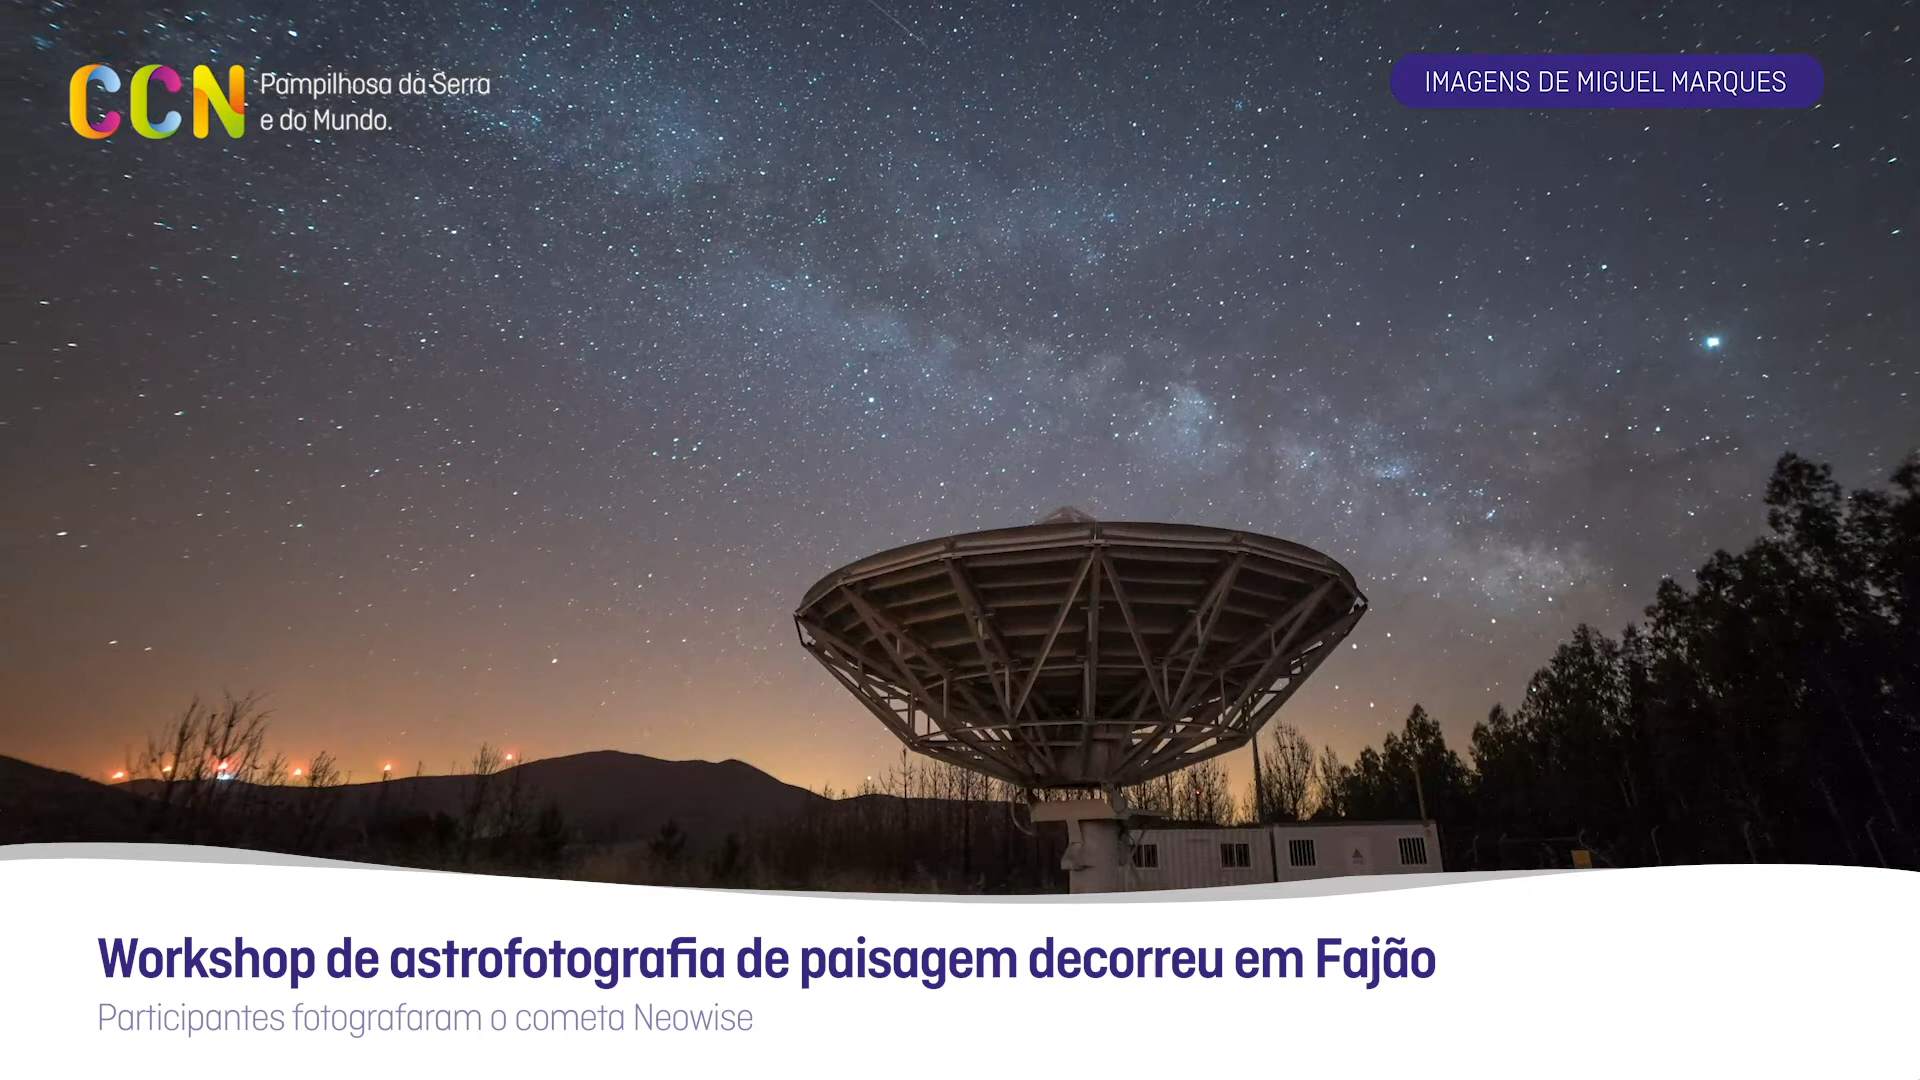 CCN
Pampilhosa da Serra
e do Mundo.
IMAGENS DE MIGUEL MARQUES
Workshop de astrofotografia de paisagem decorreu em Fajão
Participantes fotografaram o cometa Neowise